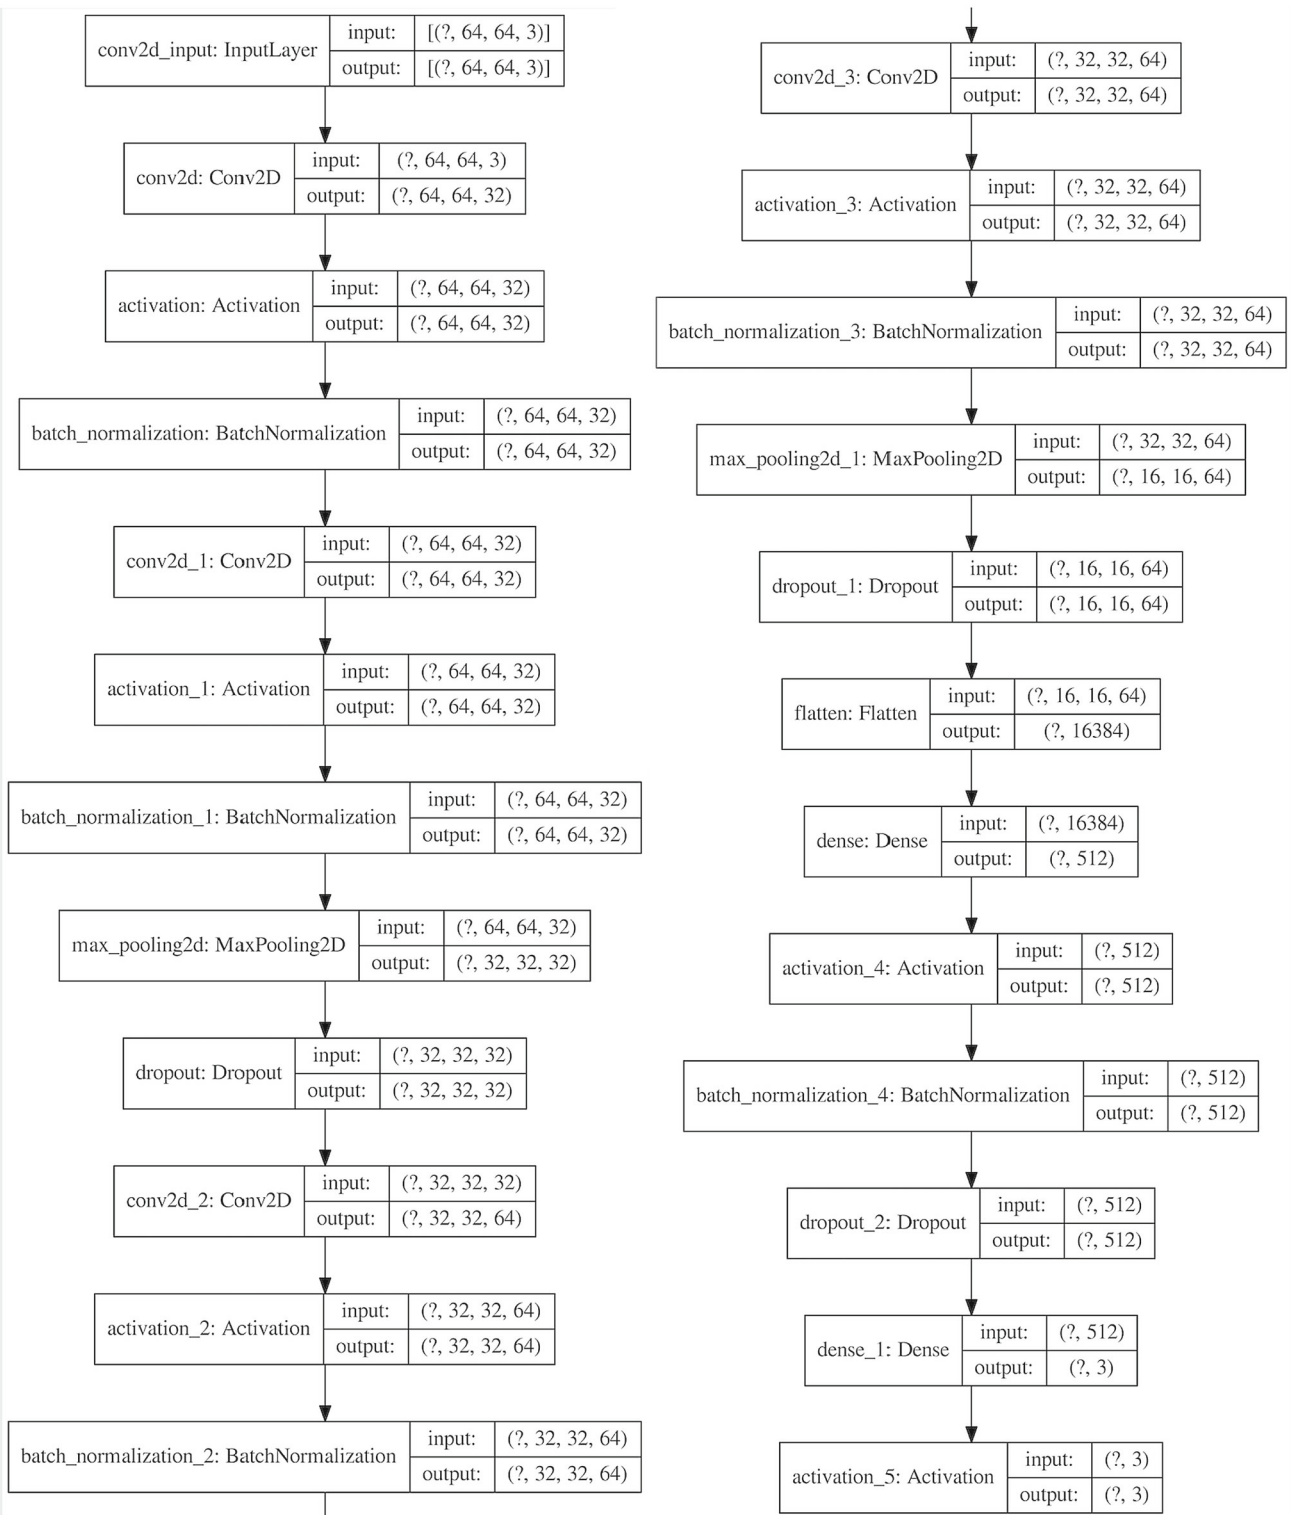 conv2d_input: InputLayer
input: [(?, 64, 64, 3)]
output: [(?, 64, 64, 3)]
conv2d: Conv2D
input: (?, 64, 64, 3)
output: (?, 64, 64, 32)
activation: Activation
input: (?, 64, 64, 32)
output: (?, 64, 64, 32)
batch_normalization: BatchNormalization
input: (?, 64, 64, 32)
output: (?, 64, 64, 32)
conv2d_1: Conv2D
input: (?, 64, 64, 32)
output: (?, 64, 64, 32)
activation_1: Activation
input: (?, 64, 64, 32)
output: (?, 64, 64, 32)
batch_normalization_1: BatchNormalization
input: (?, 64, 64, 32)
output: (?, 64, 64, 32)
max_pooling2d: MaxPooling2D
input: (?, 64, 64, 32)
output: (?, 32, 32, 32)
dropout: Dropout
input: (?, 32, 32, 32)
output: (?, 32, 32, 32)
conv2d_2: Conv2D
input: (?, 32, 32, 32)
output: (?, 32, 32, 64)
activation_2: Activation
input: (?, 32, 32, 64)
output: (?, 32, 32, 64)
batch_normalization_2: BatchNormalization
input: (?, 32, 32, 64)
output: (?, 32, 32, 64)
conv2d_3: Conv2D
input: (?, 32, 32, 64)
output: (?, 32, 32, 64)
activation_3: Activation
input: (?, 32, 32, 64)
output: (?, 32, 32, 64)
batch_normalization_3: BatchNormalization
input: (?, 32, 32, 64)
output: (?, 32, 32, 64)
max_pooling2d_1: MaxPooling2D
input: (?, 32, 32, 64)
output: (?, 16, 16, 64)
dropout_1: Dropout
input: (?, 16, 16, 64)
output: (?, 16, 16, 64)
flatten: Flatten
input: (?, 16, 16, 64)
output: (?, 16384)
dense: Dense
input: (?, 16384)
output: (?, 512)
activation_4: Activation
input: (?, 512)
output: (?, 512)
batch_normalization_4: BatchNormalization
input: (?, 512)
output: (?, 512)
dropout_2: Dropout
input: (?, 512)
output: (?, 512)
dense_1: Dense
input: (?, 512)
output: (?, 3)
activation_5: Activation
input: (?, 3)
output: (?, 3)